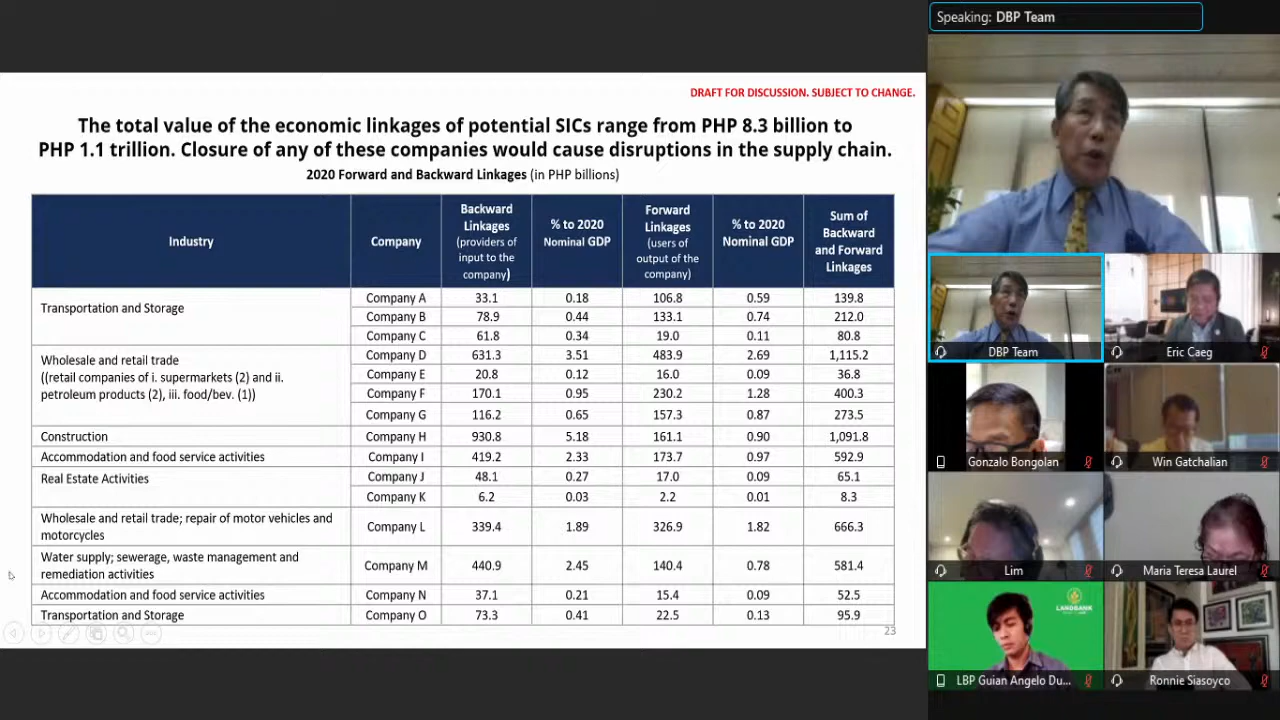 Speaking: DBP Team
DRAFT FOR DISCUSSION. SUBJECT TO CHANGE.
The total value of the economic linkages of potential SICs range from PHP 8.3 billion to
PHP 1.1 trillion. Closure of any of these companies would cause disruptions in the supply chain.
2020 Forward and Backward Linkages (in PHP billions)
Industry Company Backward Linkages (providers of input to the company) % to 2020 Nominal GDP Forward Linkages (users of output of the company) % to 2020 Nominal GDP Sum of Backward and Forward Linkages
Transportation and Storage
Company A 33.1 0.18 106.8 0.59 139.8
Company B 78.9 0.44 133.1 0.74 212.0
Company C 61.8 0.34 19.0 0.11 80.8
Wholesale and retail trade
((retail companies of i. supermarkets (2) and ii.
petroleum products (2), iii. food/bev. (1))
Company D 631.3 3.51 483.9 2.69 1,115.2
Company E 20.8 0.12 16.0 0.09 36.8
Company F 170.1 0.95 230.2 1.28 400.3
Company G 116.2 0.65 157.3 0.87 273.5
Construction Company H 930.8 5.18 161.1 0.90 1,091.8
Accommodation and food service activities Company I 419.2 2.33 173.7 0.97 592.9
Real Estate Activities Company J 48.1 0.27 17.0 0.09 65.1
Company K 6.2 0.03 2.2 0.01 8.3
Wholesale and retail trade; repair of motor vehicles and
motorcycles
Company L 339.4 1.89 326.9 1.82 666.3
Water supply; sewerage, waste management and
remediation activities
Company M 440.9 2.45 140.4 0.78 581.4
Accommodation and food service activities Company N 37.1 0.21 15.4 0.09 52.5
Transportation and Storage Company O 73.3 0.41 22.5 0.13 95.9
23
DBP Team
Eric Caeg
Gonzalo Bongolan
Win Gatchalian
Lim
Maria Teresa Laurel
LANDBANK
LBP Guian Angelo Du...
Ronnie Siasoyco